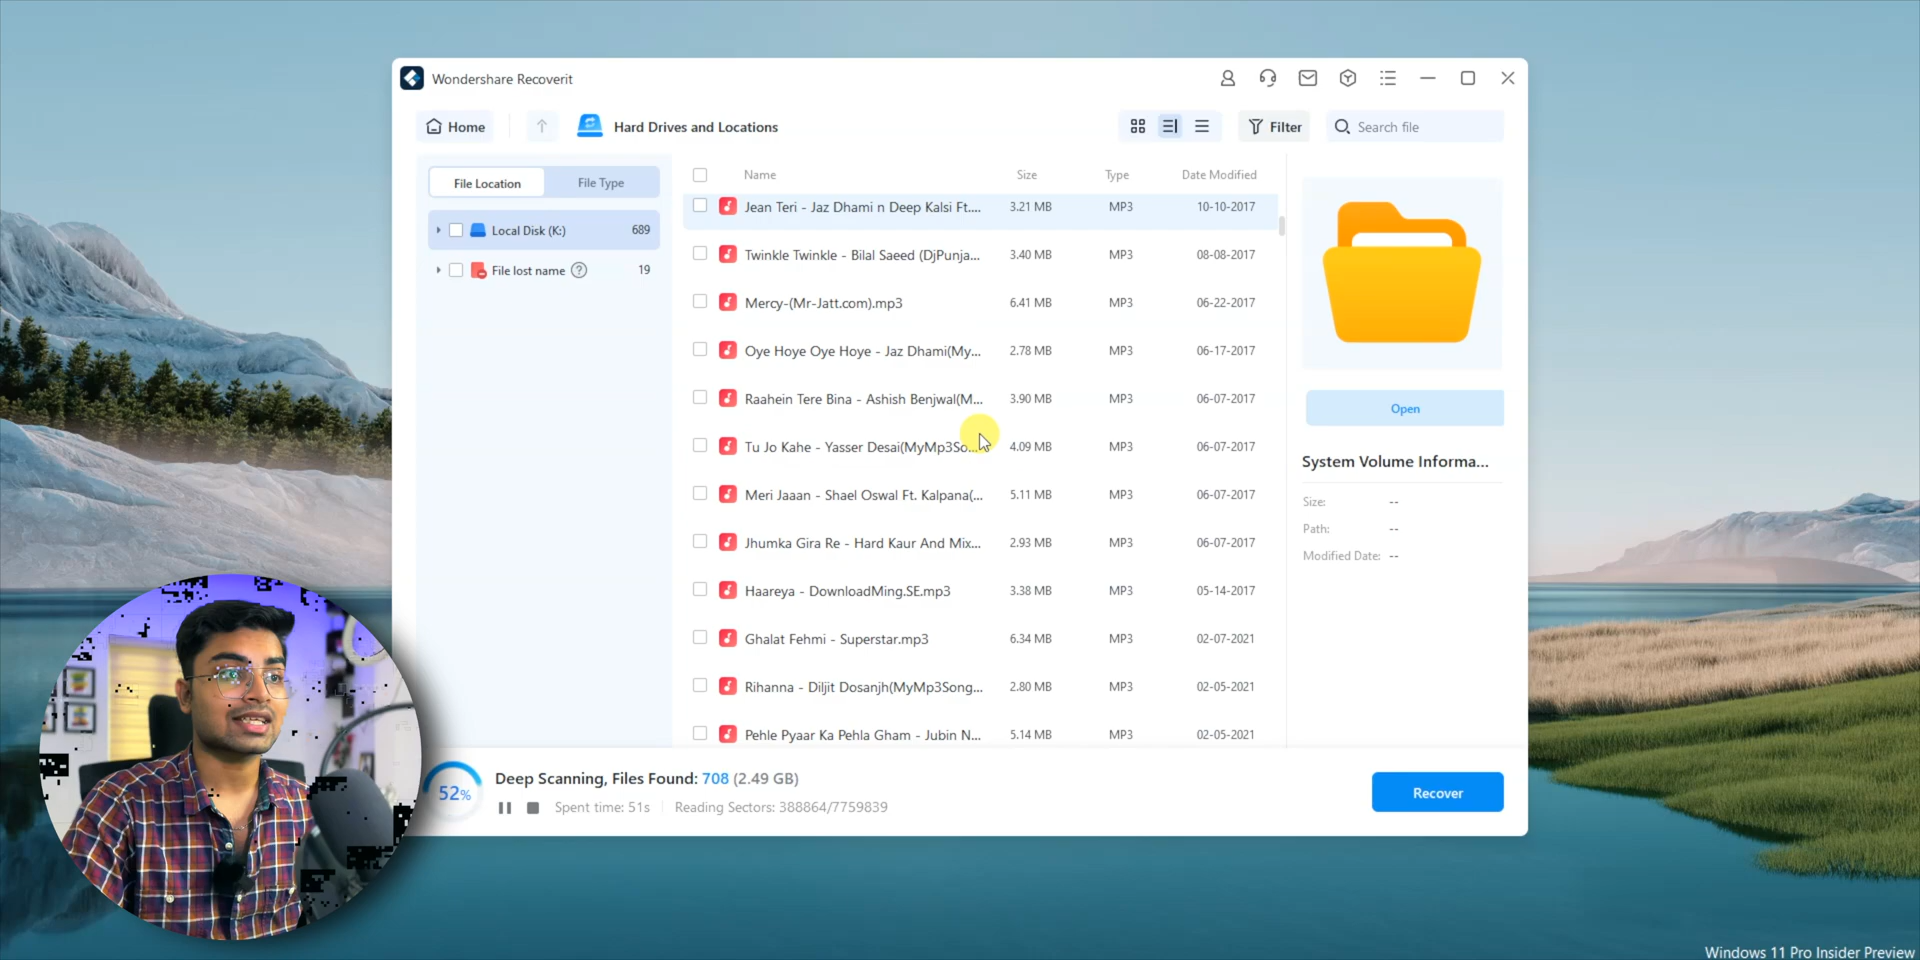 Wondershare Recoverit
Home
Hard Drives and Locations
Filter
Search file
File Location
File Type
Local Disk (K:) 689
File lost name ? 19
Name Size Type Date Modified
Jean Teri - Jaz Dhami n Deep Kalsi Ft.... 3.21 MB MP3 10-10-2017
Twinkle Twinkle - Bilal Saeed (DjPunja... 3.40 MB MP3 08-08-2017
Mercy-(Mr-Jatt.com).mp3 6.41 MB MP3 06-22-2017
Oye Hoye Oye Hoye - Jaz Dhami(My... 2.78 MB MP3 06-17-2017
Raahein Tere Bina - Ashish Benjwal(M... 3.90 MB MP3 06-07-2017
Tu Jo Kahe - Yasser Desai(MyMp3So... 4.09 MB MP3 06-07-2017
Meri Jaaan - Shael Oswal Ft. Kalpana(... 5.11 MB MP3 06-07-2017
Jhumka Gira Re - Hard Kaur And Mix... 2.93 MB MP3 06-07-2017
Haareya - DownloadMing.SE.mp3 3.38 MB MP3 05-14-2017
Ghalat Fehmi - Superstar.mp3 6.34 MB MP3 02-07-2021
Rihanna - Diljit Dosanjh(MyMp3Song... 2.80 MB MP3 02-05-2021
Pehle Pyaar Ka Pehla Gham - Jubin N... 5.14 MB MP3 02-05-2021
Open
System Volume Informa...
Size: --
Path: --
Modified Date: --
52%
Deep Scanning, Files Found: 708 (2.49 GB)
Spent time: 51s
Reading Sectors: 388864/7759839
Recover
Windows 11 Pro Insider Preview